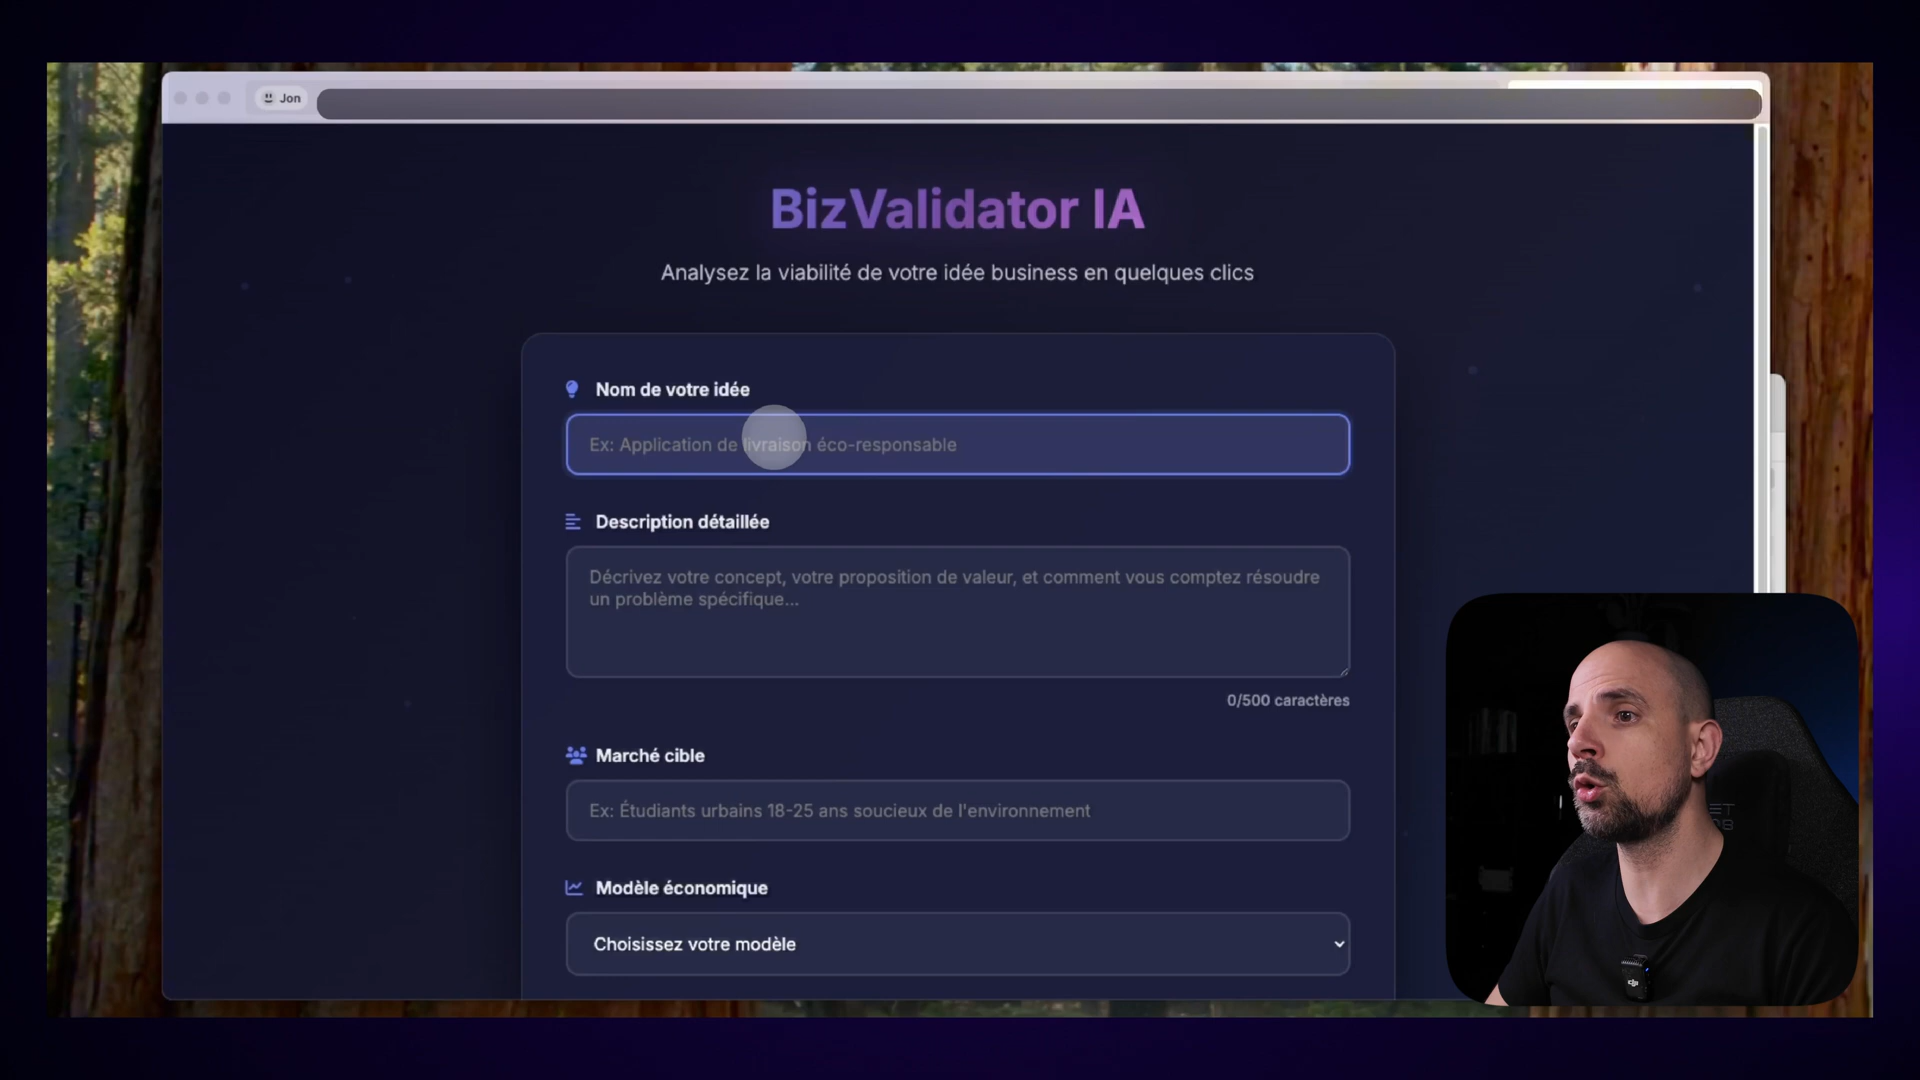 Jon
BizValidator IA
Analysez la viabilité de votre idée business en quelques clics
Nom de votre idée
Ex: Application de livraison éco-responsable
Description détaillée
Décrivez votre concept, votre proposition de valeur, et comment vous comptez résoudre
un problème spécifique...
0/500 caractères
Marché cible
Ex: Étudiants urbains 18-25 ans soucieux de l'environnement
Modèle économique
Choisissez votre modèle
dji